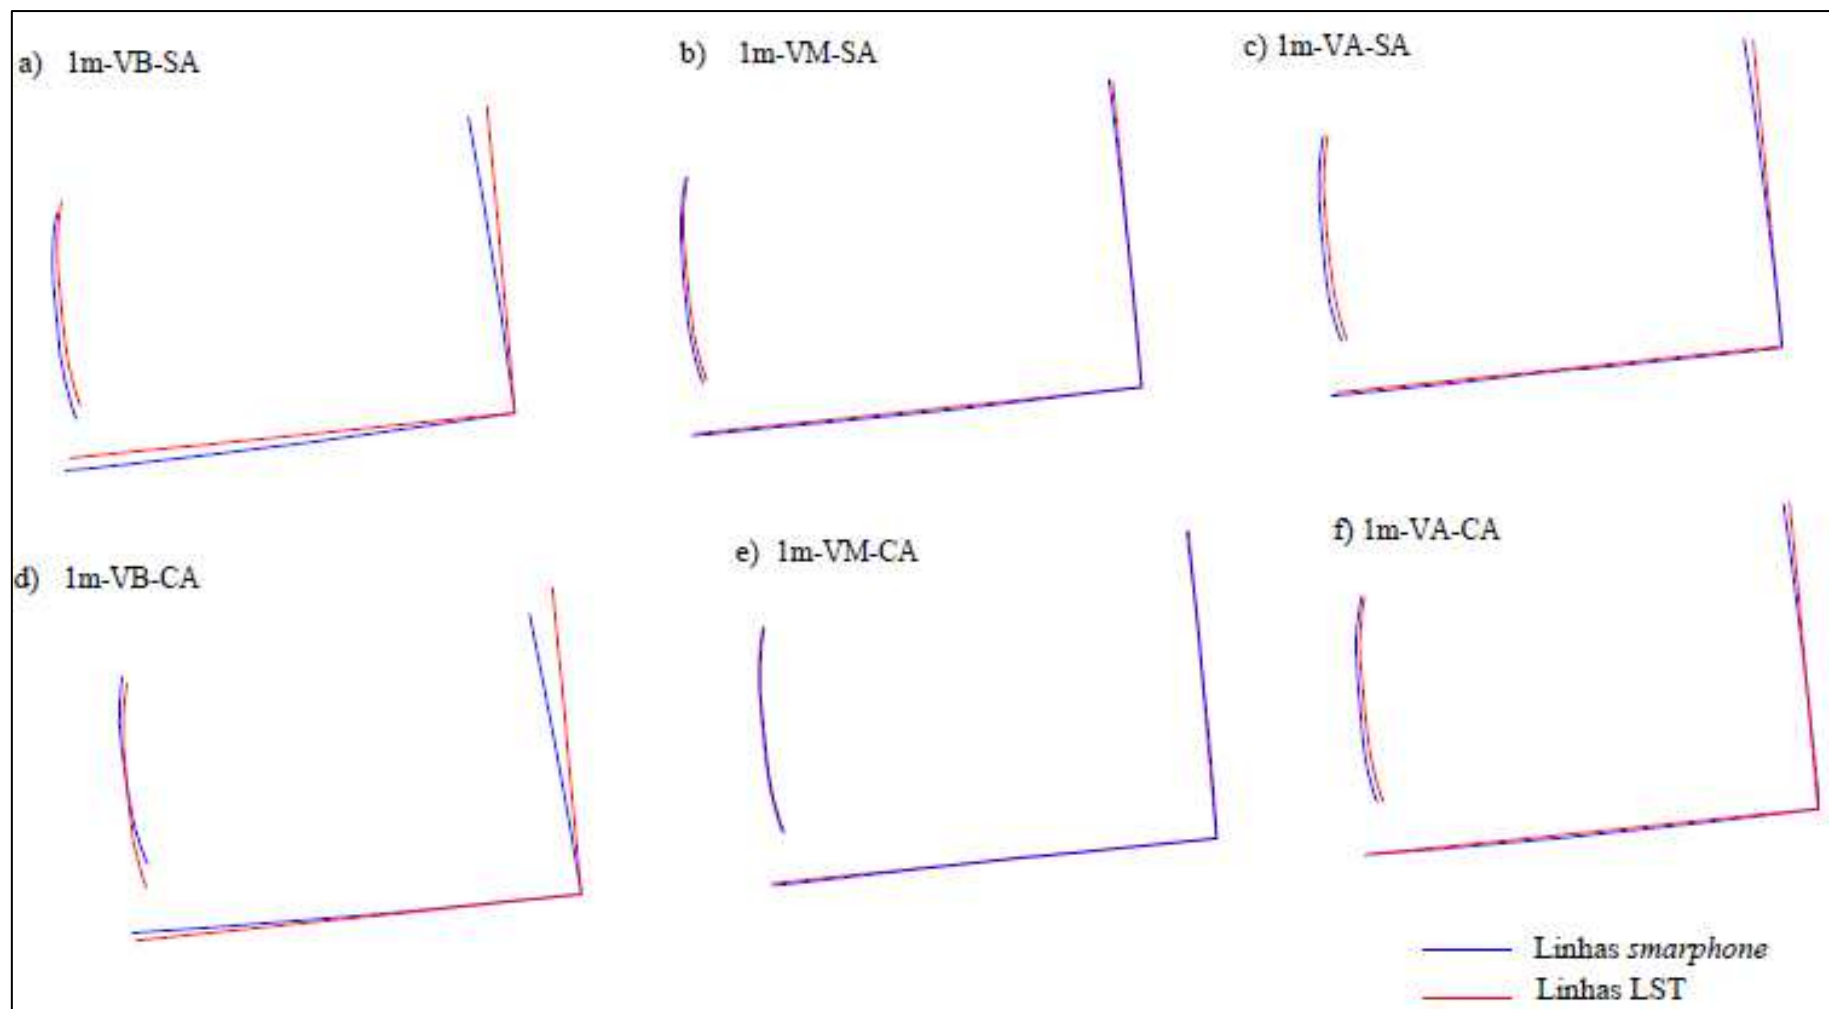 a) 1m-VB-SA
b) 1m-VM-SA
c) 1m-VA-SA
d) 1m-VB-CA
e) 1m-VM-CA
f) 1m-VA-CA
Linhas smarphone
Linhas LST